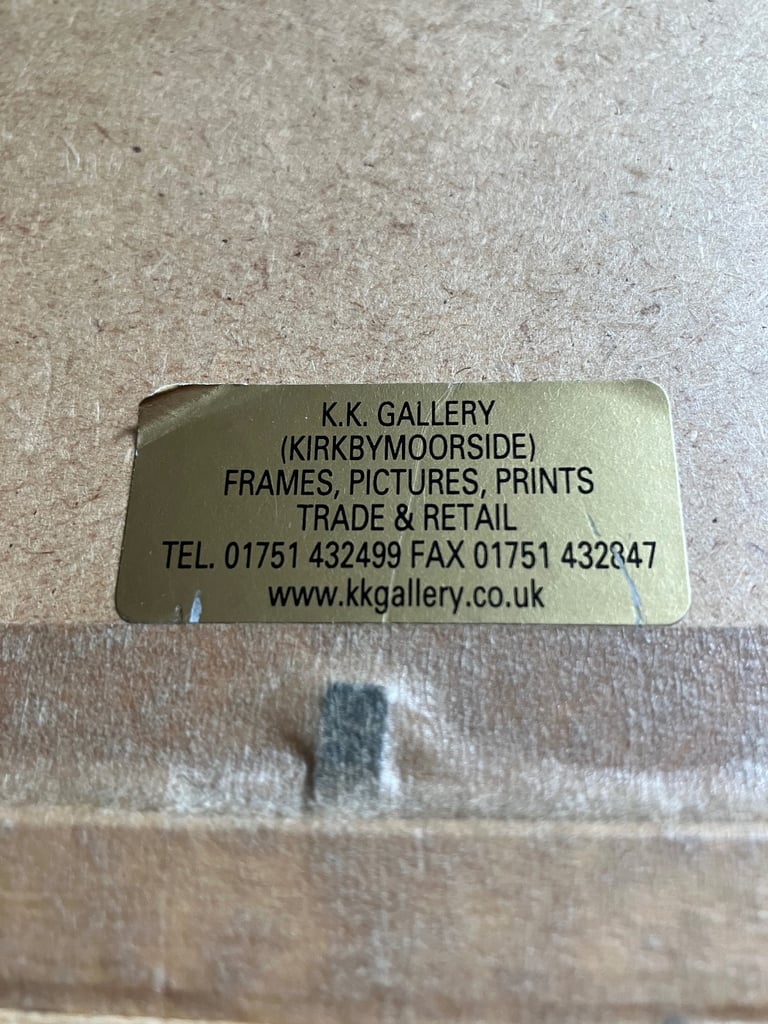 K.K. GALLERY
(KIRKBYMOORSIDE)
FRAMES, PICTURES, PRINTS
TRADE & RETAIL
TEL. 01751 432499 FAX 01751 432847
www.kkgallery.co.uk